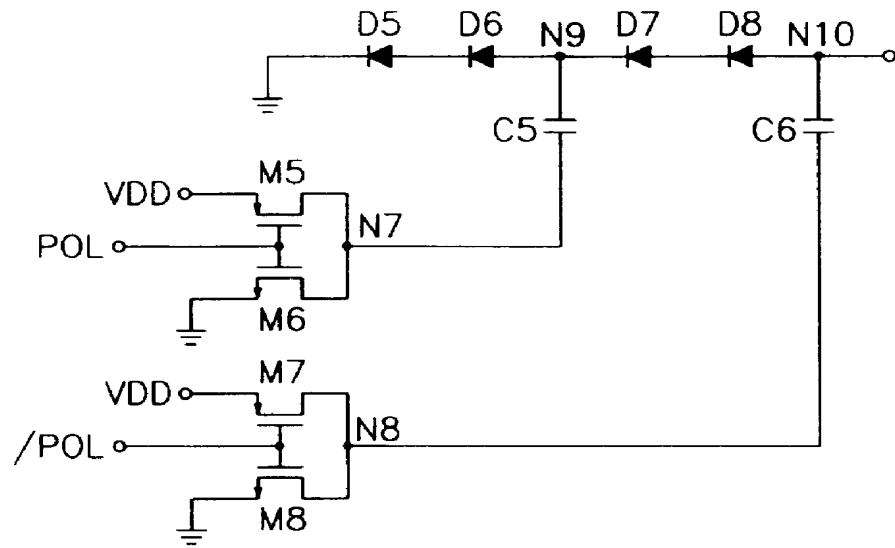 D5 D6 N9 D7 D8 N10
C5 C6
M5
VDD
N7
POL
M6
M7
VDD
N8
/POL
M8